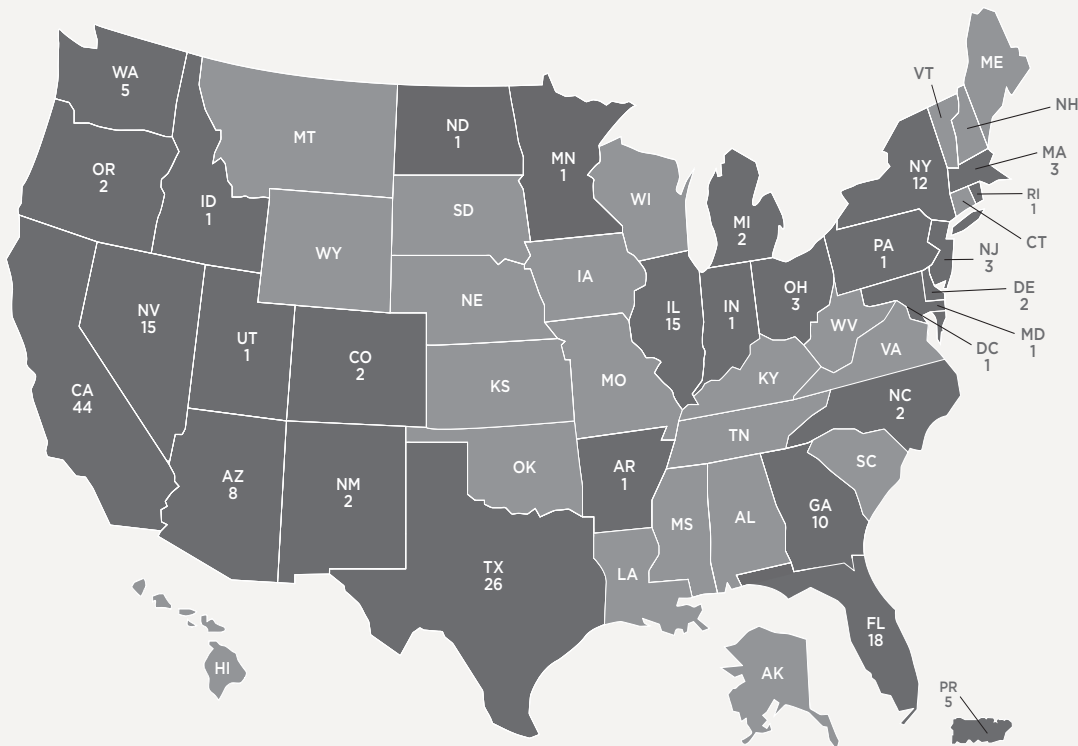 ME
VT
WA
5
NH
ND
1
MT
MN
1
MA
3
OR
2
NY
12
ID
1
WI
RI
1
SD
MI
2
CT
WY
PA
1
NJ
3
IA
OH
3
DE
2
NE
IL
15
IN
1
NV
15
WV
MD
1
UT
1
DC
1
VA
CO
2
MO
KY
KS
CA
44
NC
2
TN
SC
OK
AR
1
AZ
8
NM
2
GA
10
AL
MS
TX
26
LA
FL
18
HI
AK
PR
5